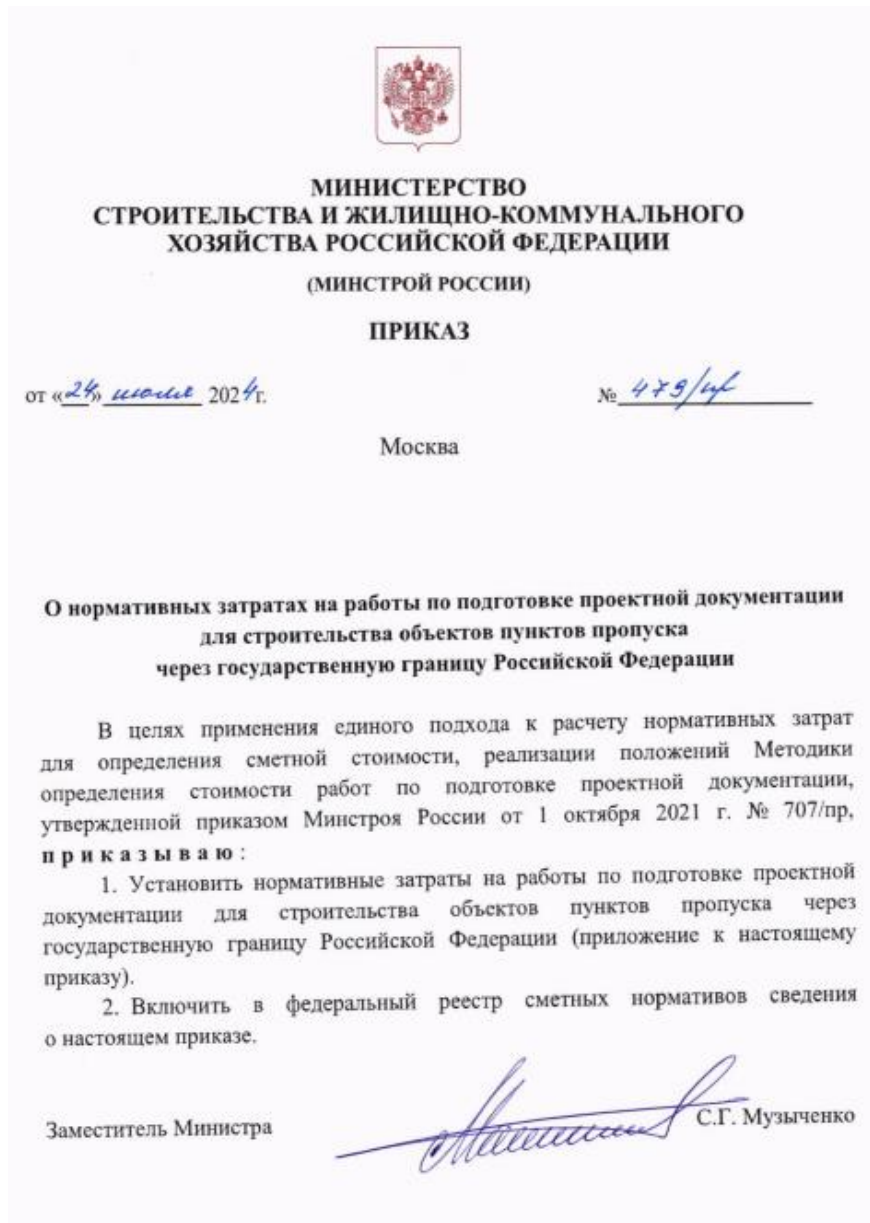 МИНИСТЕРСТВО
СТРОИТЕЛЬСТВА И ЖИЛИЩНО-КОММУНАЛЬНОГО
ХОЗЯЙСТВА РОССИЙСКОЙ ФЕДЕРАЦИИ
(МИНСТРОЙ РОССИИ)
ПРИКАЗ
от «24» июля 2024г. № 479/пр
Москва
О нормативных затратах на работы по подготовке проектной документации
для строительства объектов пунктов пропуска
через государственную границу Российской Федерации
В целях применения единого подхода к расчету нормативных затрат
для определения сметной стоимости, реализации положений Методики
определения стоимости работ по подготовке проектной документации,
утвержденной приказом Минстроя России от 1 октября 2021 г. № 707/пр,
приказываю:
1. Установить нормативные затраты на работы по подготовке проектной
документации для строительства объектов пунктов пропуска через
государственную границу Российской Федерации (приложение к настоящему
приказу).
2. Включить в федеральный реестр сметных нормативов сведения
о настоящем приказе.
Заместитель Министра С.Г. Музыченко